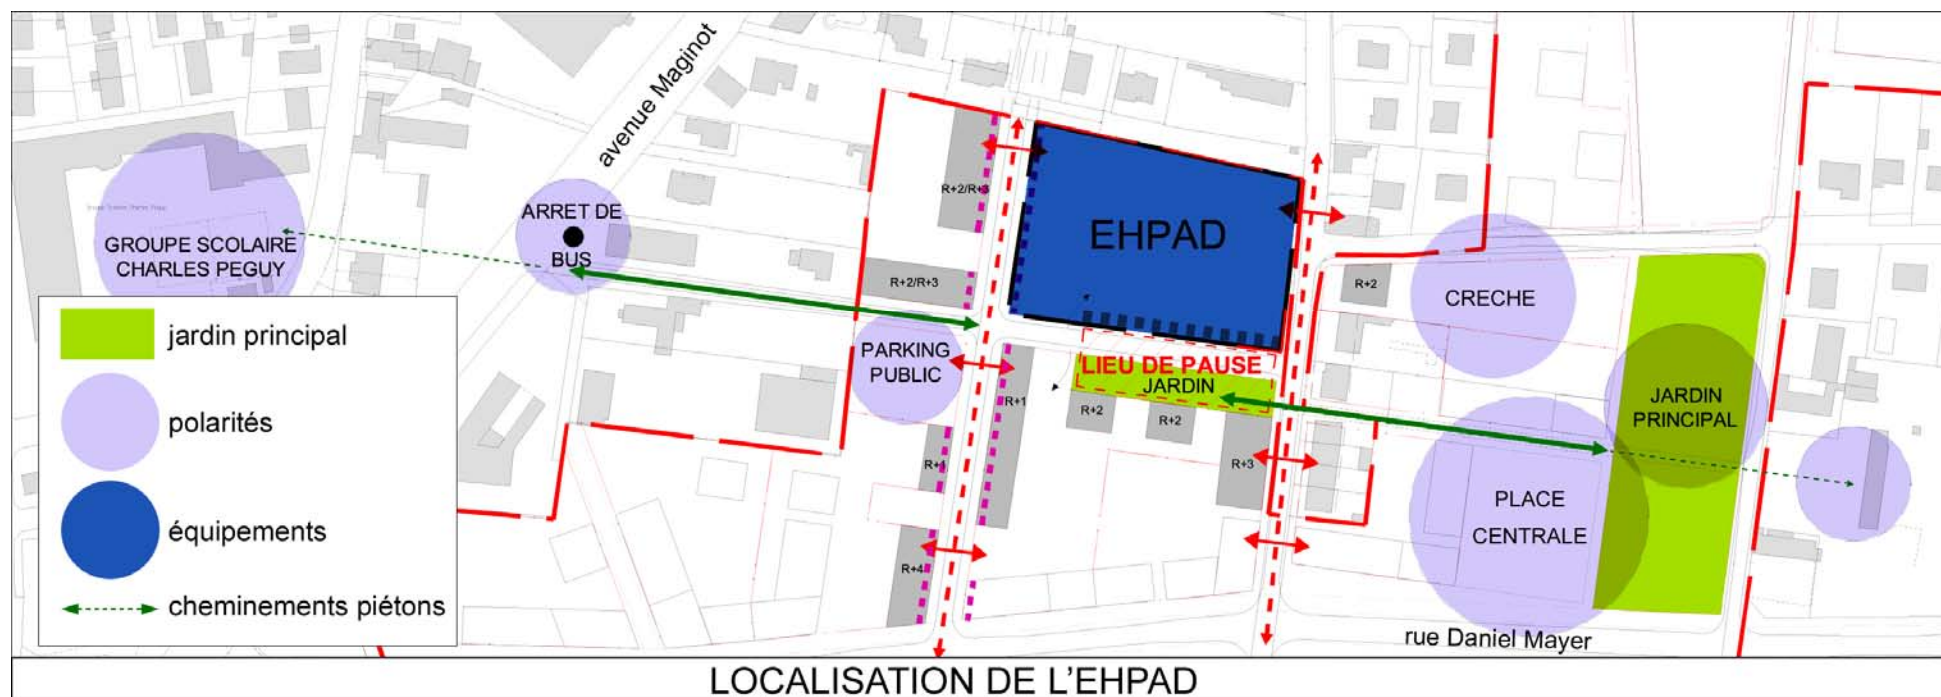 avenue Maginot
GROUPE SCOLAIRE
CHARLES PEGUY
ARRET DE
BUS
R+2/R+3
R+2/R+3
EHPAD
PARKING
PUBLIC
R+1
LIEU DE PAUSE
JARDIN
R+2
R+2
R+3
R+1
R+4
R+2
CRECHE
JARDIN
PRINCIPAL
PLACE
CENTRALE
rue Daniel Mayer
jardin principal
polarités
équipements
cheminements piétons
LOCALISATION DE L'EHPAD